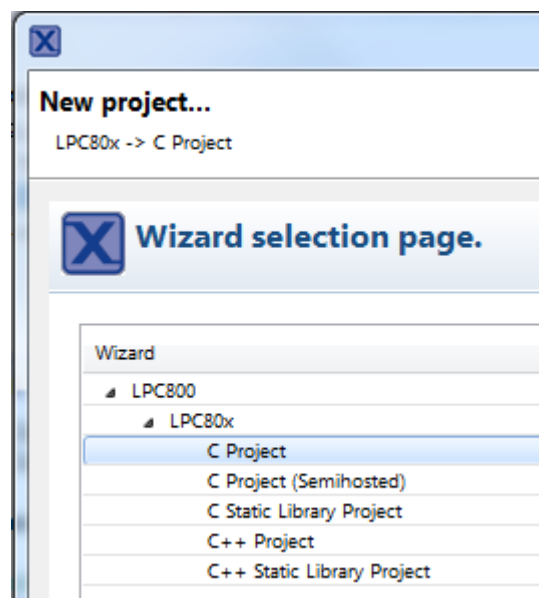 New project...
LPC80x -> C Project
Wizard selection page.
Wizard
LPC800
LPC80x
C Project
C Project (Semihosted)
C Static Library Project
C++ Project
C++ Static Library Project